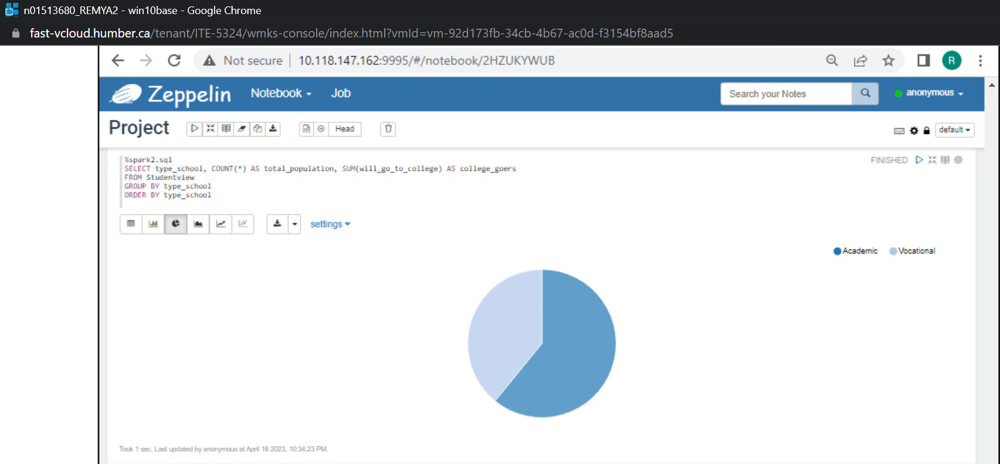 n01513680_REMYA2 - win10base - Google Chrome
fast-vcloud.humber.ca/tenant/ITE-5324/wmks-console/index.html?vmId=vm-92d173fb-34cb-4b67-ac0d-f3154bf8aad5
Not secure 10.118.147.162:9995/#/notebook/2HZUKYWUB R
Zeppelin Notebook Job Search your Notes anonymous
Project Head default
%spark2.sql FINISHED
SELECT type_school, COUNT(*) AS total_population, SUM(will_go_to_college) AS college_goers
FROM Studentview
GROUP BY type_school
ORDER BY type_school
settings
Academic Vocational
Took 1 sec. Last updated by anonymous at April 16 2023, 10:34:23 PM.